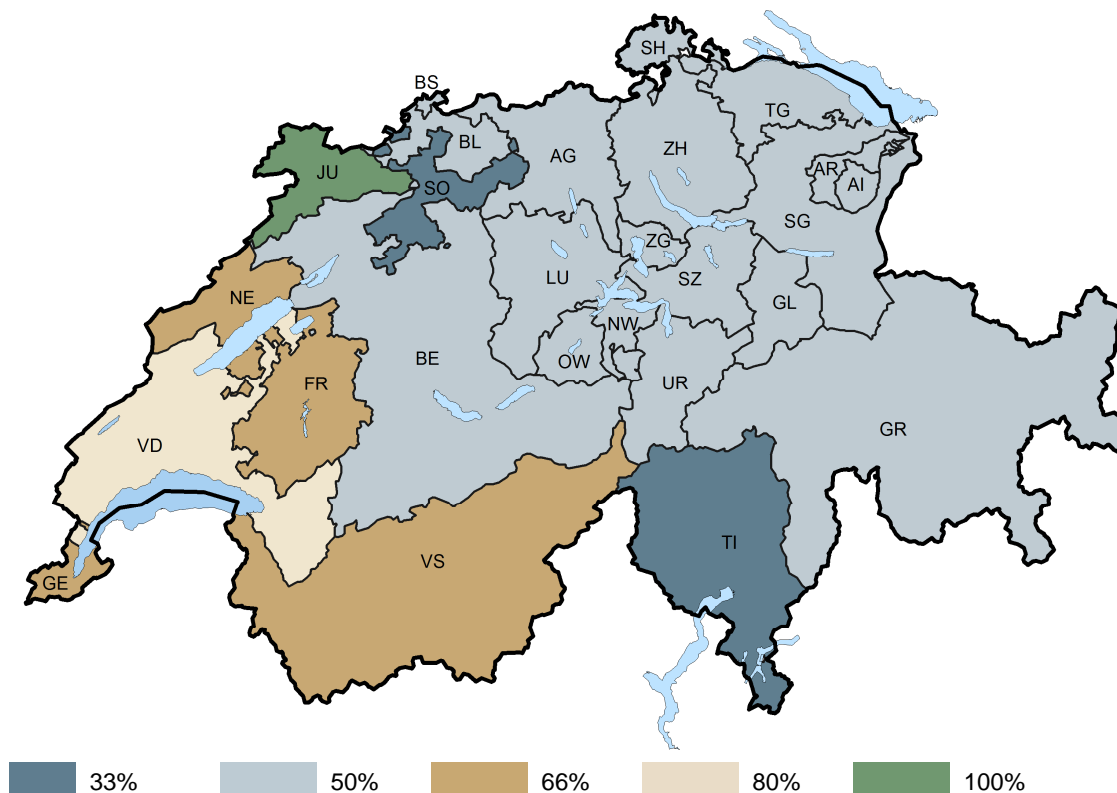 SH
BS
TG
BL
ZH
AG
JU
AR
SO
AI
SG
ZG
LU
SZ
NE
GL
NW
BE
OW
FR
UR
GR
VD
TI
VS
GE
33% 50% 66% 80% 100%